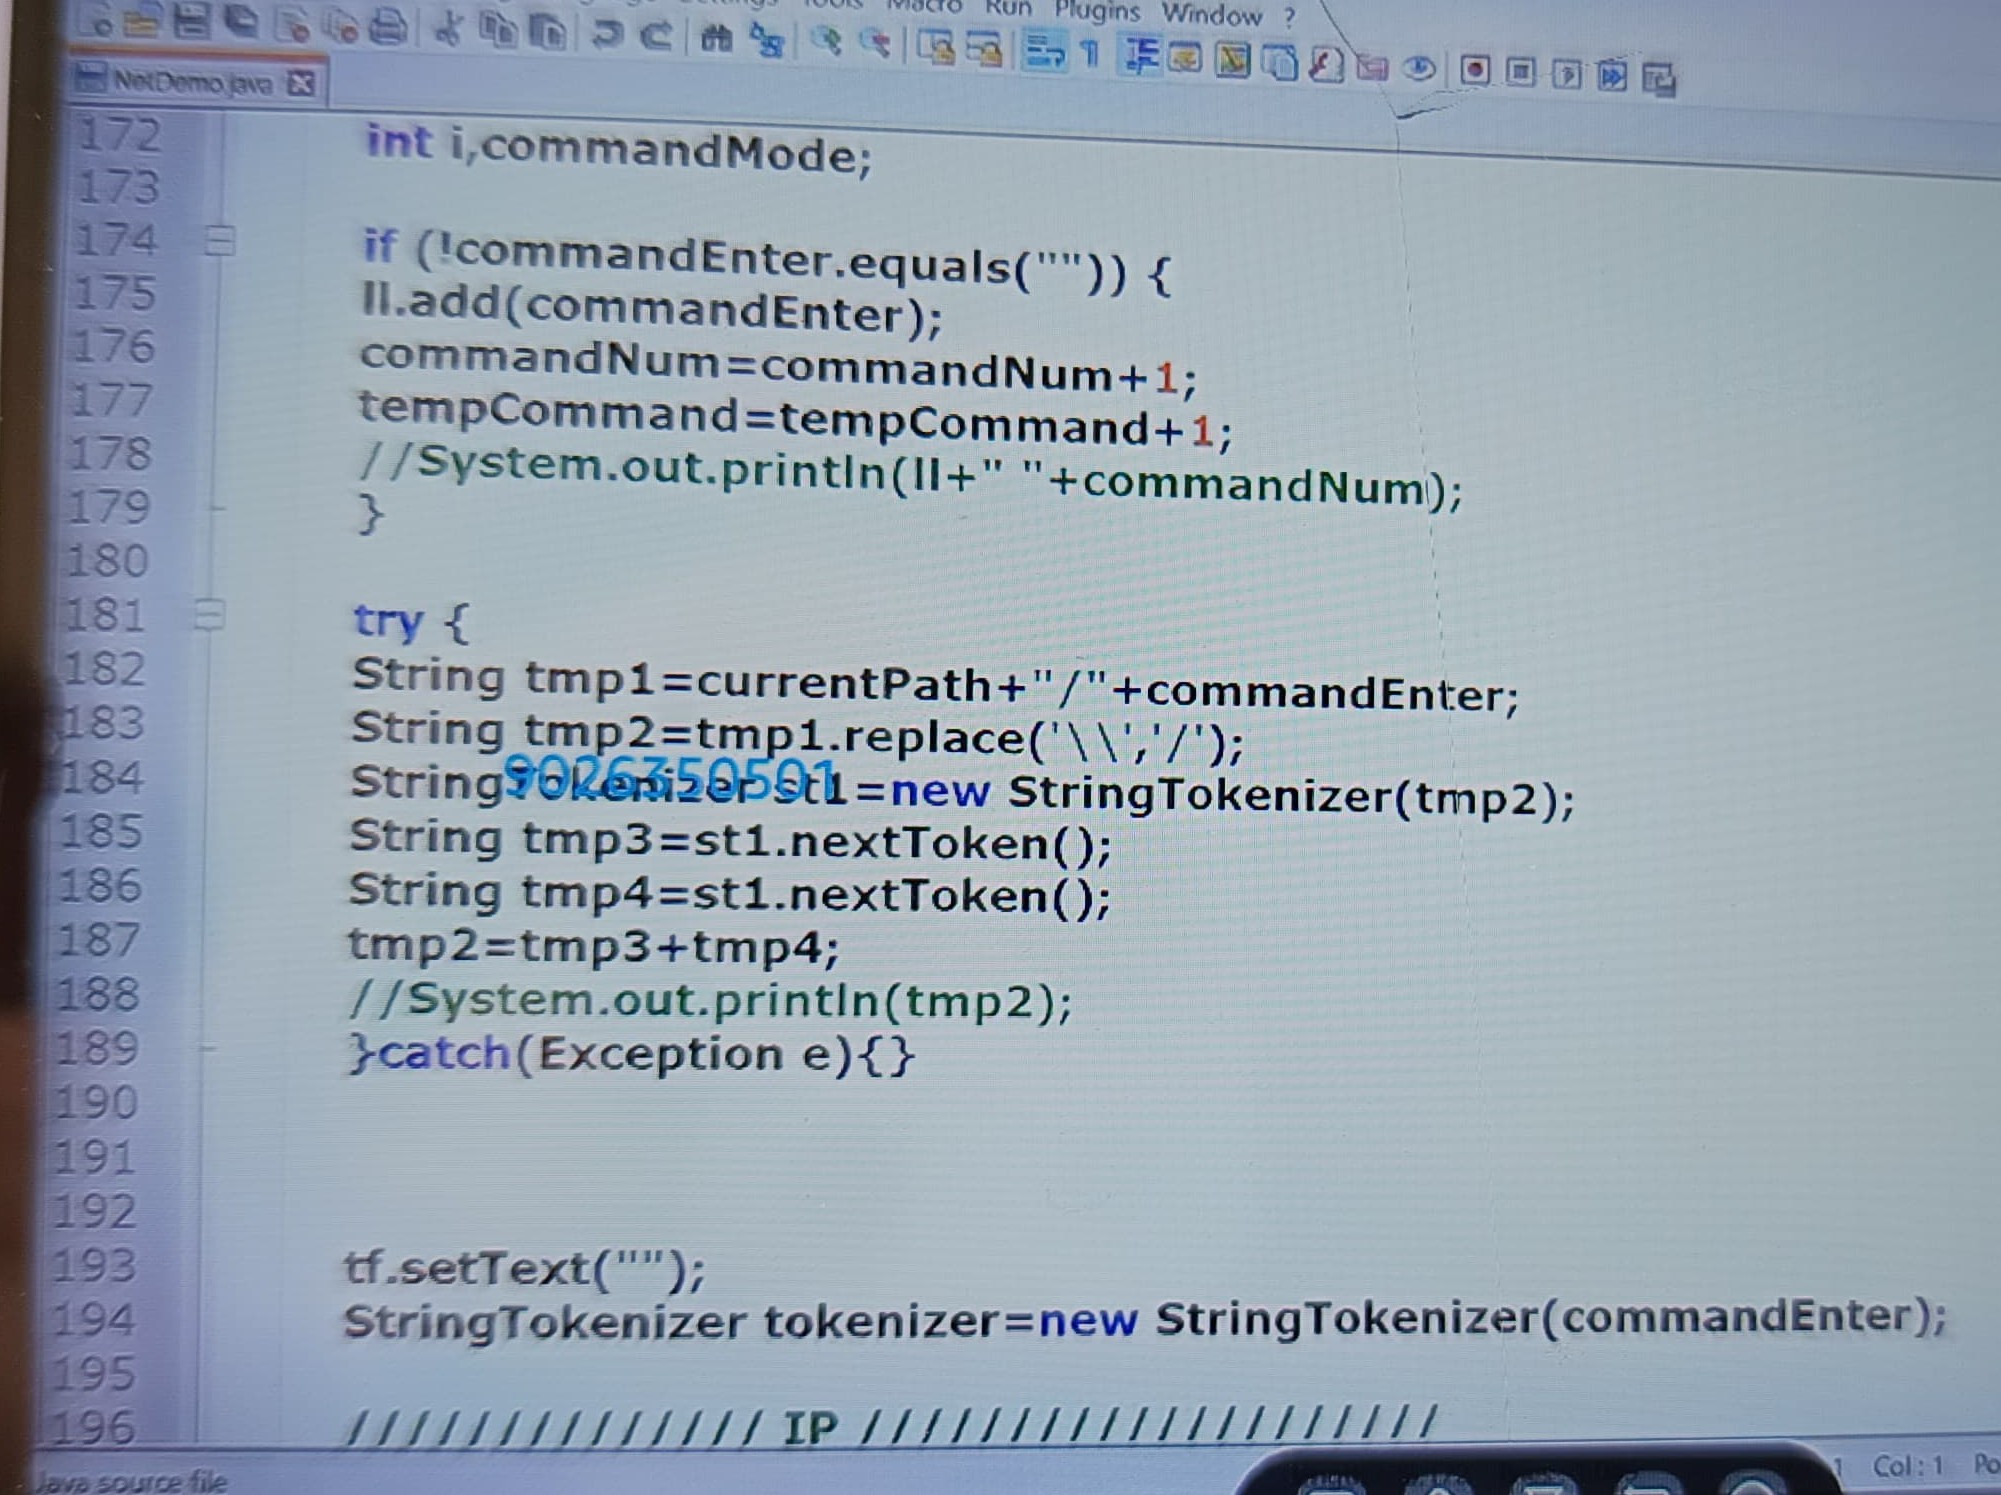 Macro Run Plugins Window ?
NetDemo.java
172 int i,commandMode;
173
174 if (!commandEnter.equals("")) {
175 ll.add(commandEnter);
176 commandNum=commandNum+1;
177 tempCommand=tempCommand+1;
178 //System.out.println(ll+" "+commandNum);
179 }
180
181 try {
182 String tmp1=currentPath+"/"+commandEnter;
183 String tmp2=tmp1.replace('\\','/');
184 StringTokenizer st1=new StringTokenizer(tmp2);
9026350501
185 String tmp3=st1.nextToken();
186 String tmp4=st1.nextToken();
187 tmp2=tmp3+tmp4;
188 //System.out.println(tmp2);
189 }catch(Exception e){}
190
191
192
193 tf.setText("");
194 StringTokenizer tokenizer=new StringTokenizer(commandEnter);
195
196 ////////////// IP ////////////////////
Java source file
Col : 1